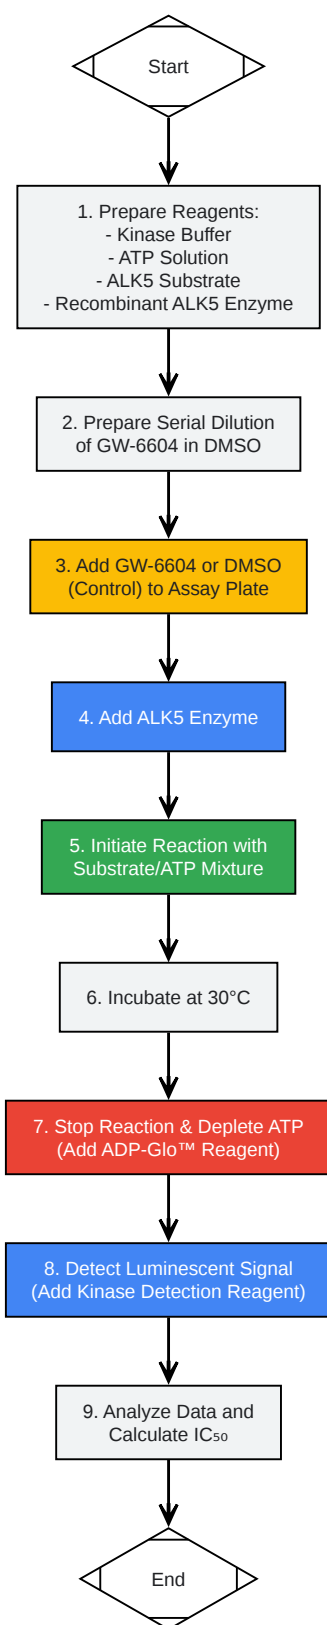 Start
1. Prepare Reagents:
- Kinase Buffer
- ATP Solution
- ALK5 Substrate
- Recombinant ALK5 Enzyme
2. Prepare Serial Dilution
of GW-6604 in DMSO
3. Add GW-6604 or DMSO
(Control) to Assay Plate
4. Add ALK5 Enzyme
5. Initiate Reaction with
Substrate/ATP Mixture
6. Incubate at 30°C
7. Stop Reaction & Deplete ATP
(Add ADP-Glo™ Reagent)
8. Detect Luminescent Signal
(Add Kinase Detection Reagent)
9. Analyze Data and
Calculate IC₅₀
End